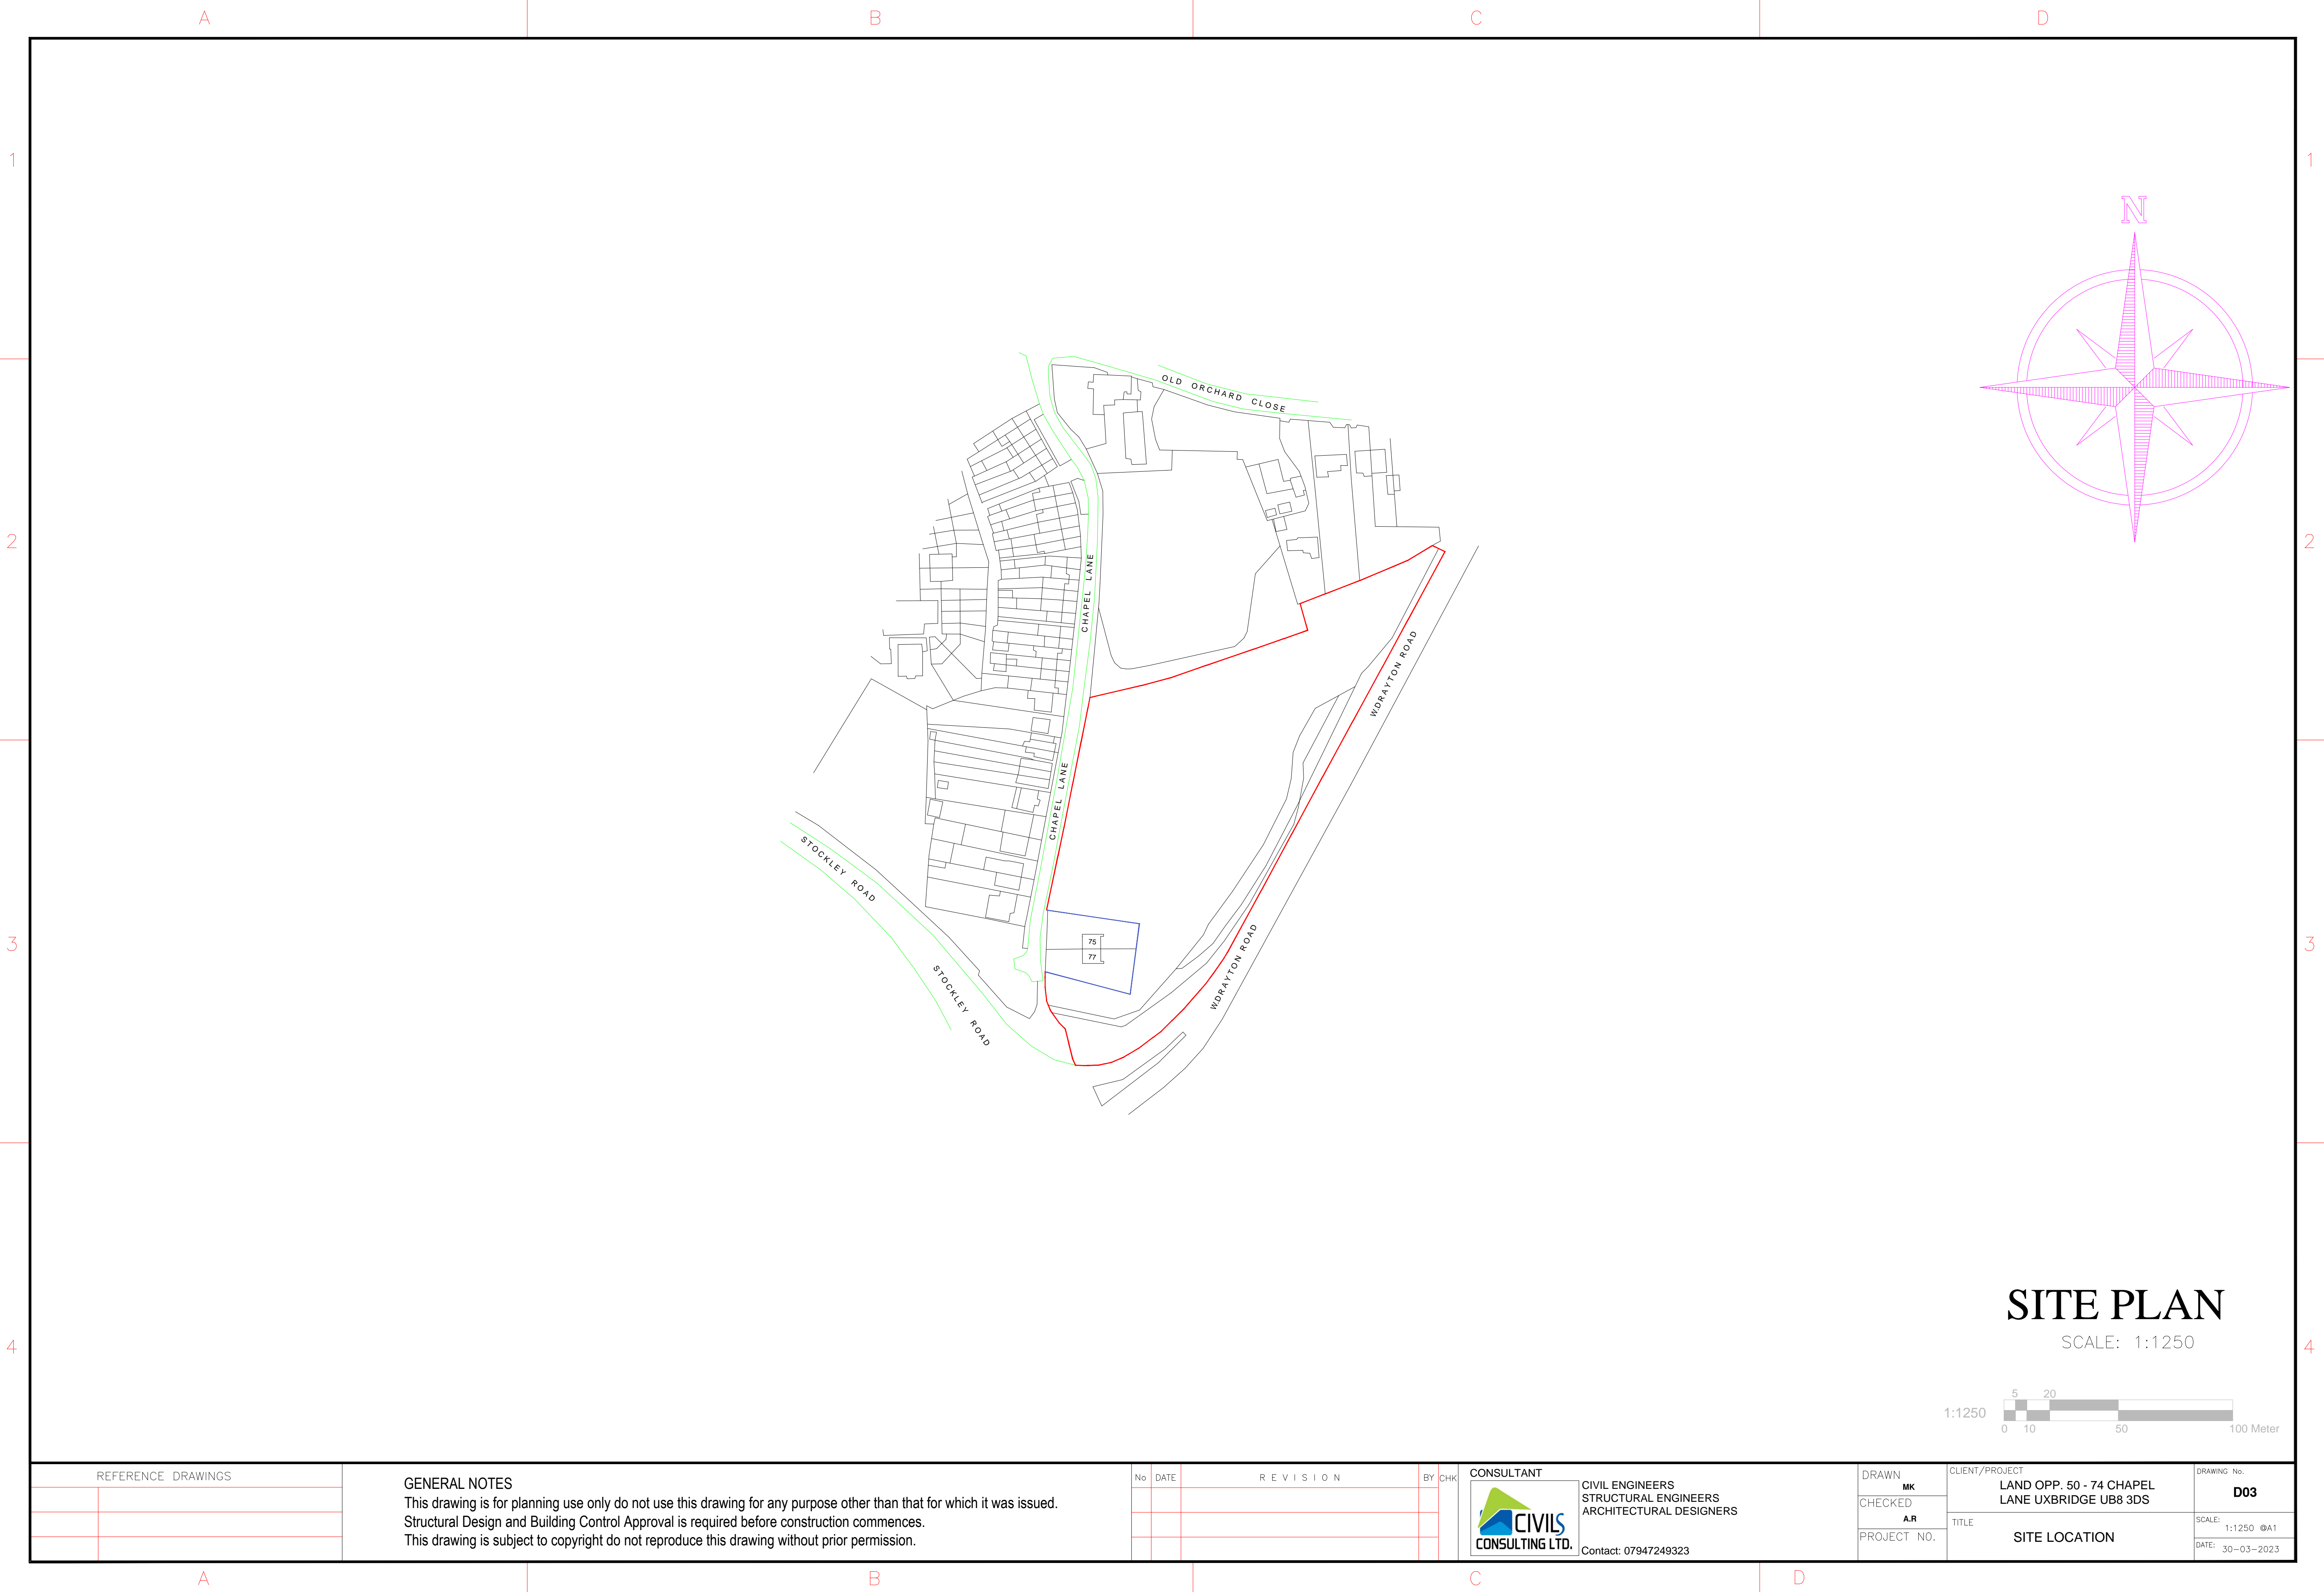 A B C D
1 1
N
OLD ORCHARD CLOSE
2 2
CHAPEL LANE
W.DRAYTON ROAD
CHAPEL LANE
STOCKLEY ROAD
3 3
75
77
W.DRAYTON ROAD
STOCKLEY ROAD
SITE PLAN
SCALE: 1:1250
4 4
5 20
1:1250
0 10 50 100 Meter
REFERENCE DRAWINGS
GENERAL NOTES
This drawing is for planning use only do not use this drawing for any purpose other than that for which it was issued.
Structural Design and Building Control Approval is required before construction commences.
This drawing is subject to copyright do not reproduce this drawing without prior permission.
No DATE REVISION BY CHK
CONSULTANT
CIVILS
CONSULTING LTD.
CIVIL ENGINEERS
STRUCTURAL ENGINEERS
ARCHITECTURAL DESIGNERS
Contact: 07947249323
DRAWN
MK
CHECKED
A.R
PROJECT NO.
CLIENT/PROJECT
LAND OPP. 50 - 74 CHAPEL
LANE UXBRIDGE UB8 3DS
TITLE
SITE LOCATION
DRAWING No.
D03
SCALE:
1:1250 @A1
DATE: 30-03-2023
A B C D